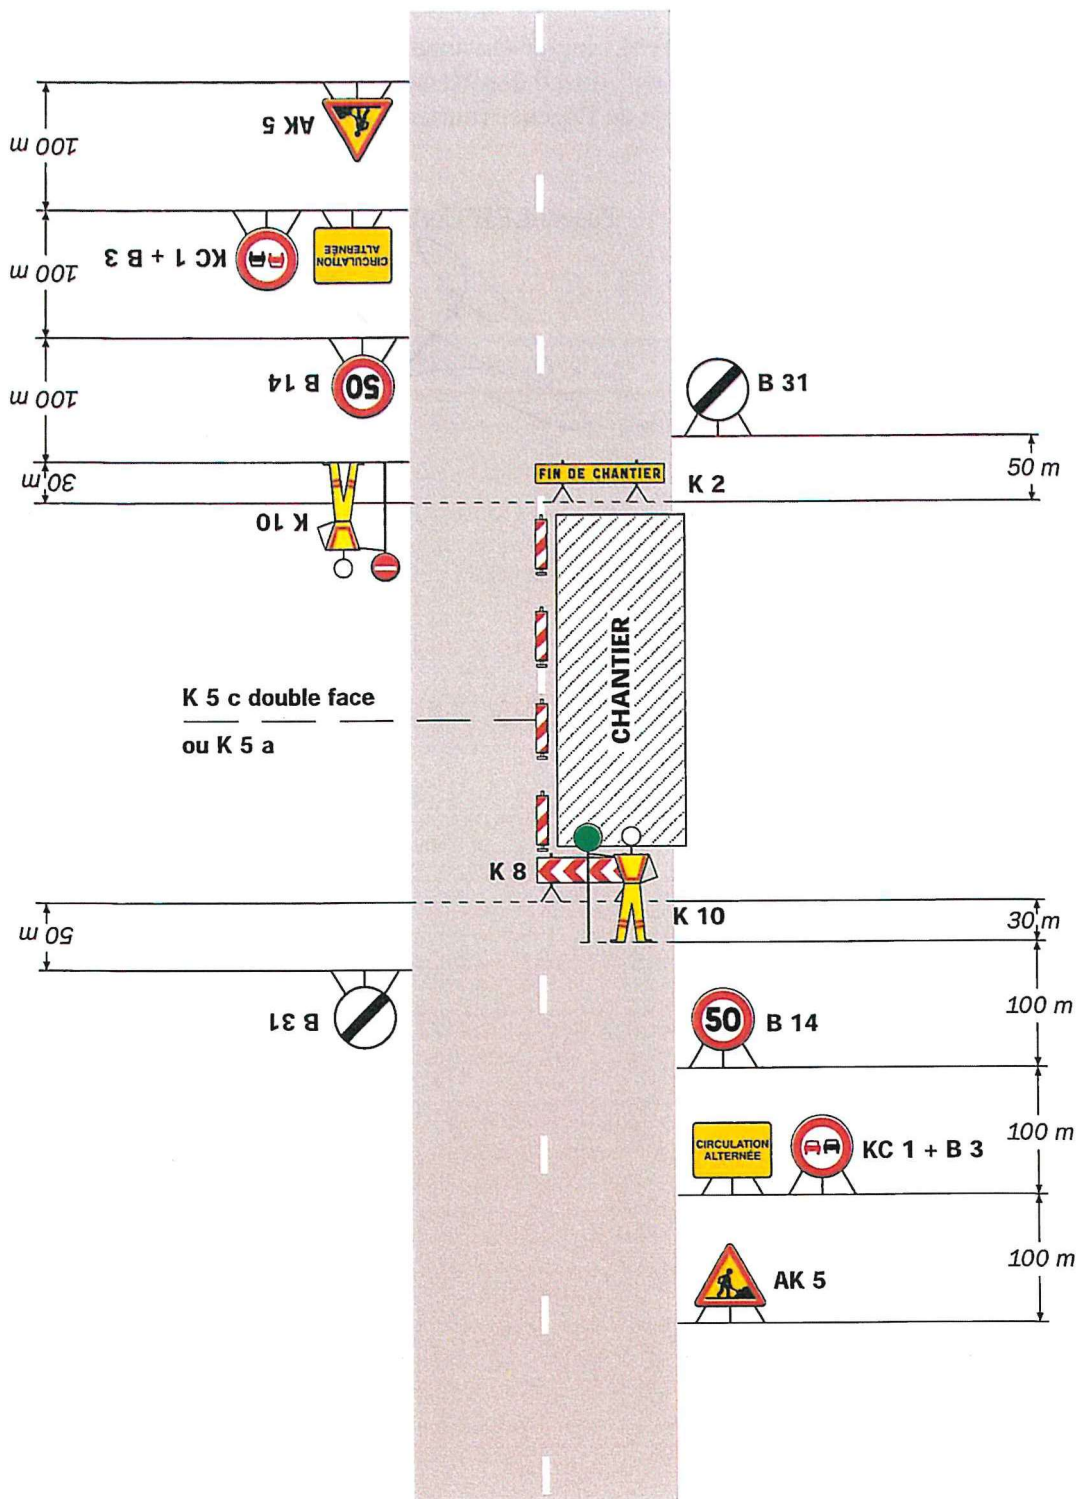 AK 5
100 m
KC 1 + B 3
CIRCULATION
ALTERNÉE
100 m
B 14
50
100 m
B 31
50 m
30 m
FIN DE CHANTIER
K 2
K 10
CHANTIER
K 5 c double face
ou K 5 a
K 8
K 10
30 m
50 m
B 31
50
B 14
100 m
CIRCULATION
ALTERNÉE
KC 1 + B 3
100 m
AK 5
100 m